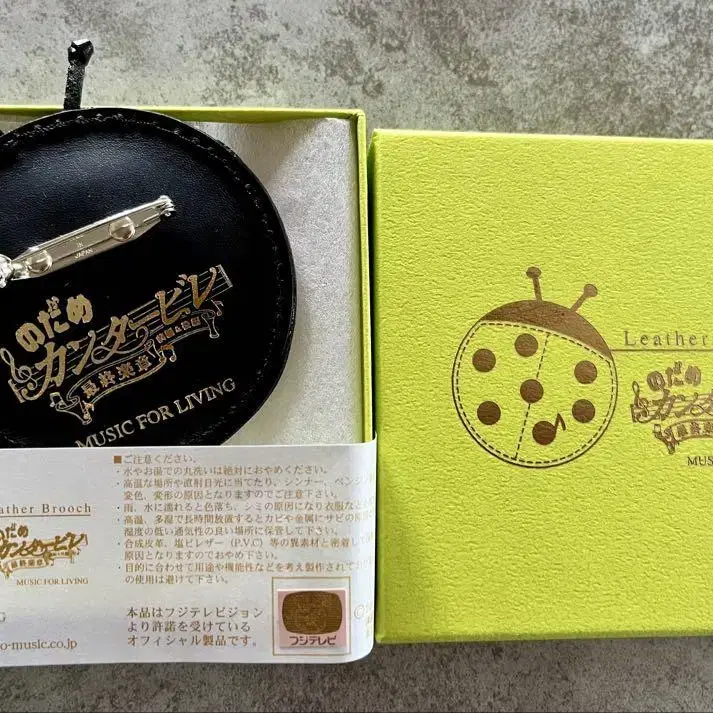 IN
JAPAN
のだめ
カンタービレ
最終楽章
MUSIC FOR LIVING
eather Brooch
のだめ
カンタービレ
最終楽章
MUSIC FOR LIVING
G
o-music.co.jp
■ご注意ください。
・水やお湯での丸洗いは絶対におやめください。
・高温な場所や直射日光に当てたり、シンナー、ベンジン
変色、変形の原因となりますのでご注意下さい。
・雨、水に濡れると色落ち、シミの原因になり衣服など
・高温、多湿で長時間放置するとカビや金属にサビの
湿度の低い通気性の良い場所に保管して下さい。
・合成皮革、塩ビレザー(P.V.C)等の異素材と密着して
原因となりますのでおやめ下さい。
・目的に合わせて用途や機能性などを考え製作されて
の使用は避けて下さい。
本品はフジテレビジョン
より許諾を受けている
オフィシャル製品です。
フジテレビ
Leather
のだめ
カンタ
最終楽章
MUS